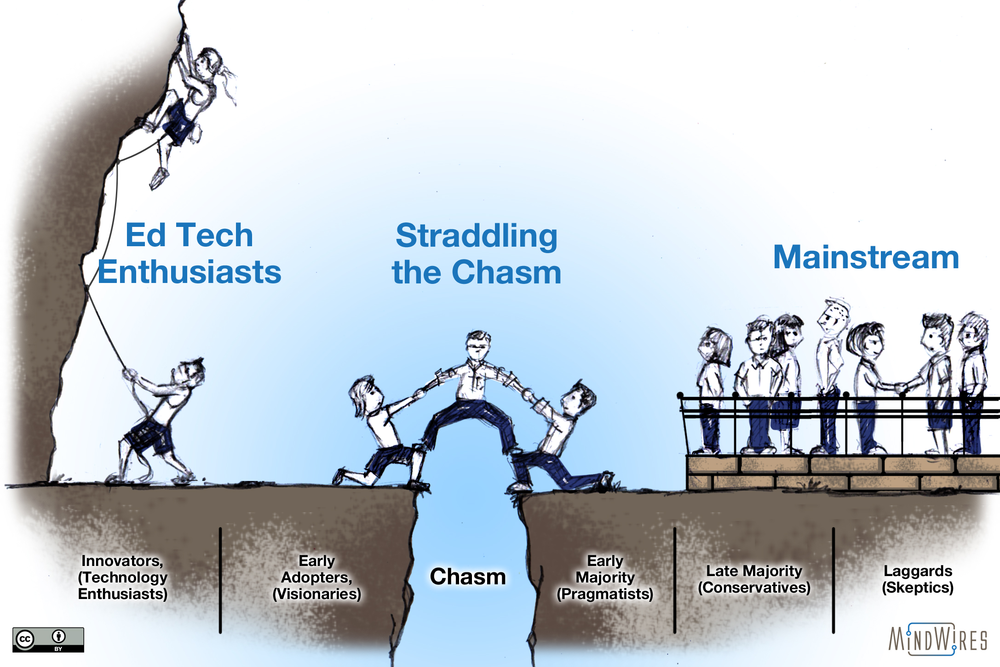 Ed Tech
Enthusiasts
Straddling
the Chasm
Mainstream
Innovators,
(Technology
Enthusiasts)
Early
Adopters,
(Visionaries)
Chasm
Early
Majority
(Pragmatists)
Late Majority
(Conservatives)
Laggards
(Skeptics)
cc
BY
MINDWIRES